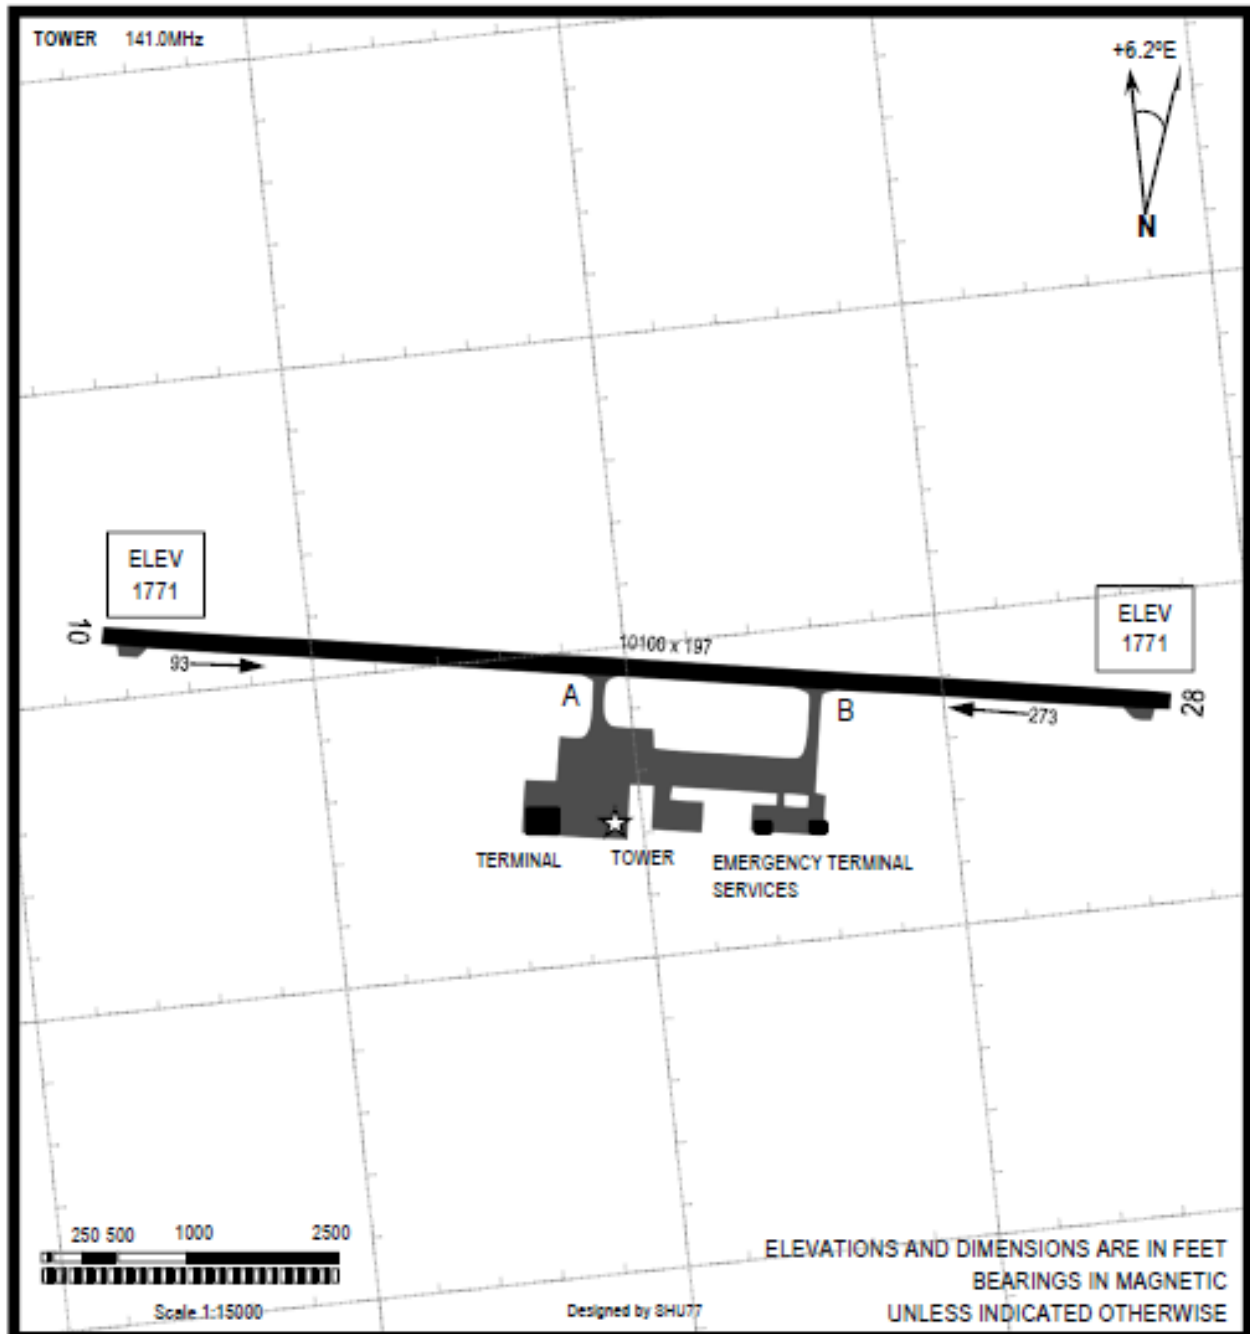 TOWER 141.0MHz
+6.2ºE
N
ELEV
1771
10
93
10106 x 197
A
B
ELEV
1771
28
273
TERMINAL
TOWER
EMERGENCY TERMINAL
SERVICES
250 500 1000 2500
Scale 1:15000
Designed by SHU77
ELEVATIONS AND DIMENSIONS ARE IN FEET
BEARINGS IN MAGNETIC
UNLESS INDICATED OTHERWISE